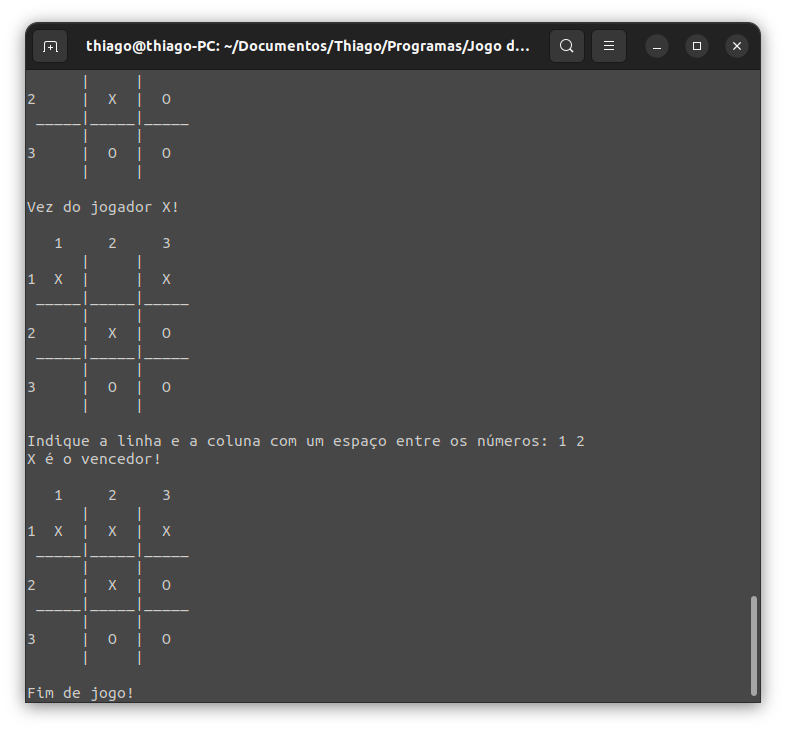 thiago@thiago-PC: ~/Documentos/Thiago/Programas/Jogo d...
     |     |
2     |  X  |  O
 _____|_____|_____
      |     |
3     |  O  |  O
      |     |
Vez do jogador X!
   1     2     3
      |     |
1  X  |     |  X
 _____|_____|_____
      |     |
2     |  X  |  O
 _____|_____|_____
      |     |
3     |  O  |  O
      |     |
Indique a linha e a coluna com um espaço entre os números: 1 2
X é o vencedor!
   1     2     3
      |     |
1  X  |  X  |  X
 _____|_____|_____
      |     |
2     |  X  |  O
 _____|_____|_____
      |     |
3     |  O  |  O
      |     |
Fim de jogo!